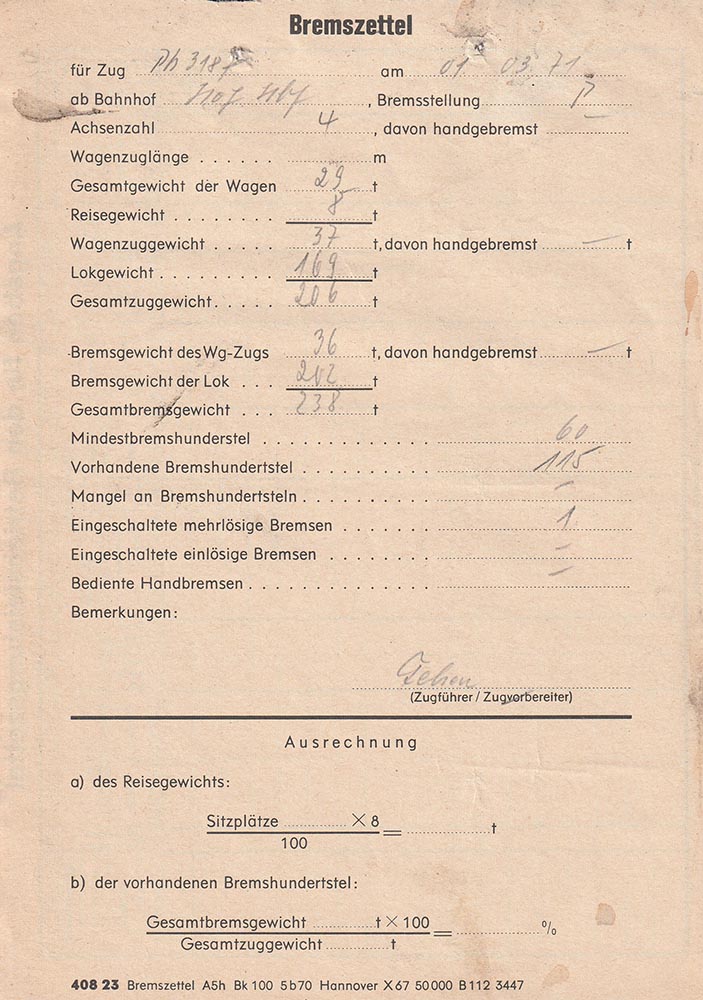 Bremszettel
für Zug Ph 3187 am 01. 03. 71
ab Bahnhof Hof Hbf, Bremsstellung P
Achsenzahl 4, davon handgebremst –
Wagenzuglänge . . . . . . m
Gesamtgewicht der Wagen 29 t
Reisegewicht . . . . . . . . 8 t
Wagenzuggewicht . . . . . 37 t, davon handgebremst — t
Lokgewicht . . . . . . . . . 169 t
Gesamtzuggewicht . . . . . 206 t
Bremsgewicht des Wg-Zugs 36 t, davon handgebremst — t
Bremsgewicht der Lok . . . 202 t
Gesamtbremsgewicht . . . . 238 t
Mindestbremshunderstel . . . . . . . . . . . . 60
Vorhandene Bremshundertstel . . . . . . . . . 115
Mangel an Bremshundertsteln . . . . . . . . . –
Eingeschaltete mehrlösige Bremsen . . . . . . . 1
Eingeschaltete einlösige Bremsen . . . . . . . –
Bediente Handbremsen . . . . . . . . . . . . . –
Bemerkungen:
(Zugführer / Zugvorbereiter)
Ausrechnung
a) des Reisegewichts:
Sitzplätze ............ × 8
= ............ t
100
b) der vorhandenen Bremshundertstel:
Gesamtbremsgewicht ............ t × 100
= ............ %
Gesamtzuggewicht ............ t
408 23 Bremszettel A5h Bk 100 5b70 Hannover X 67 50 000 B 112 3447